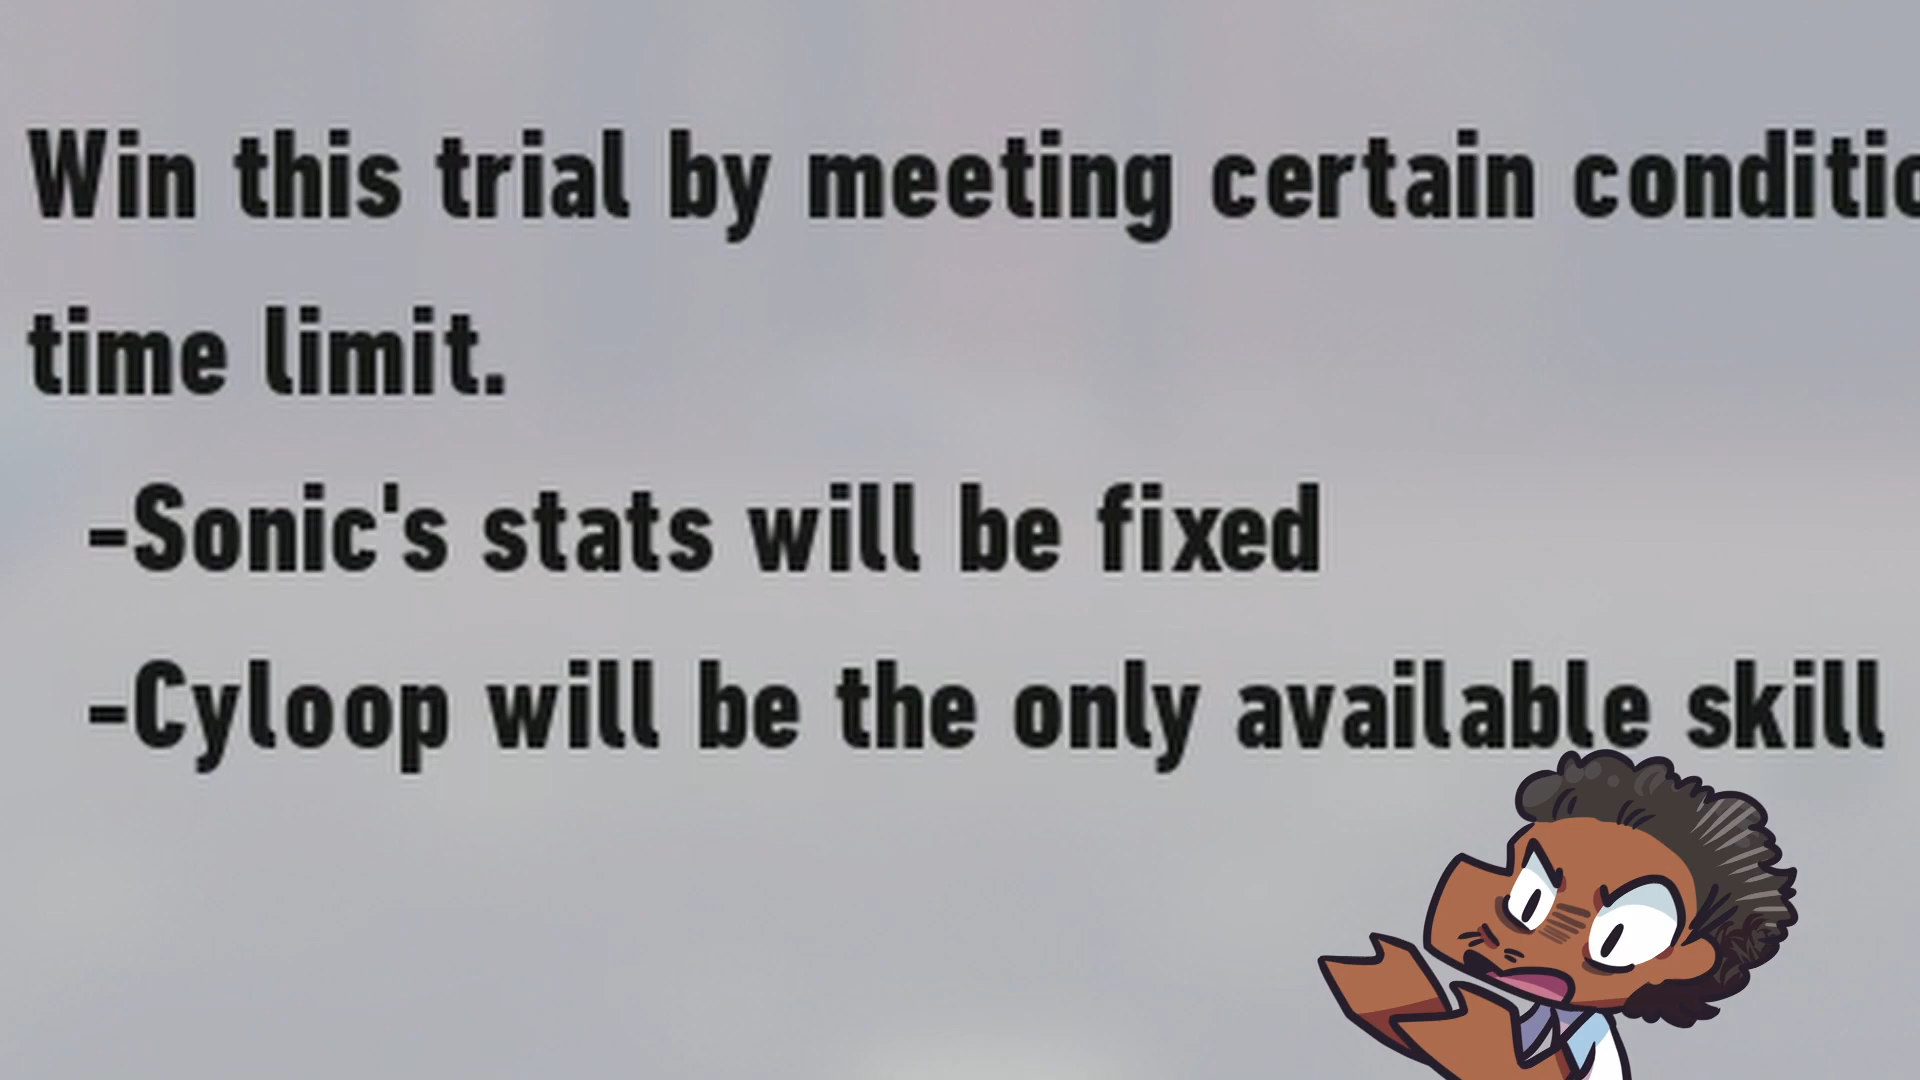 Win this trial by meeting certain conditio
time limit.
-Sonic's stats will be fixed
-Cyloop will be the only available skill